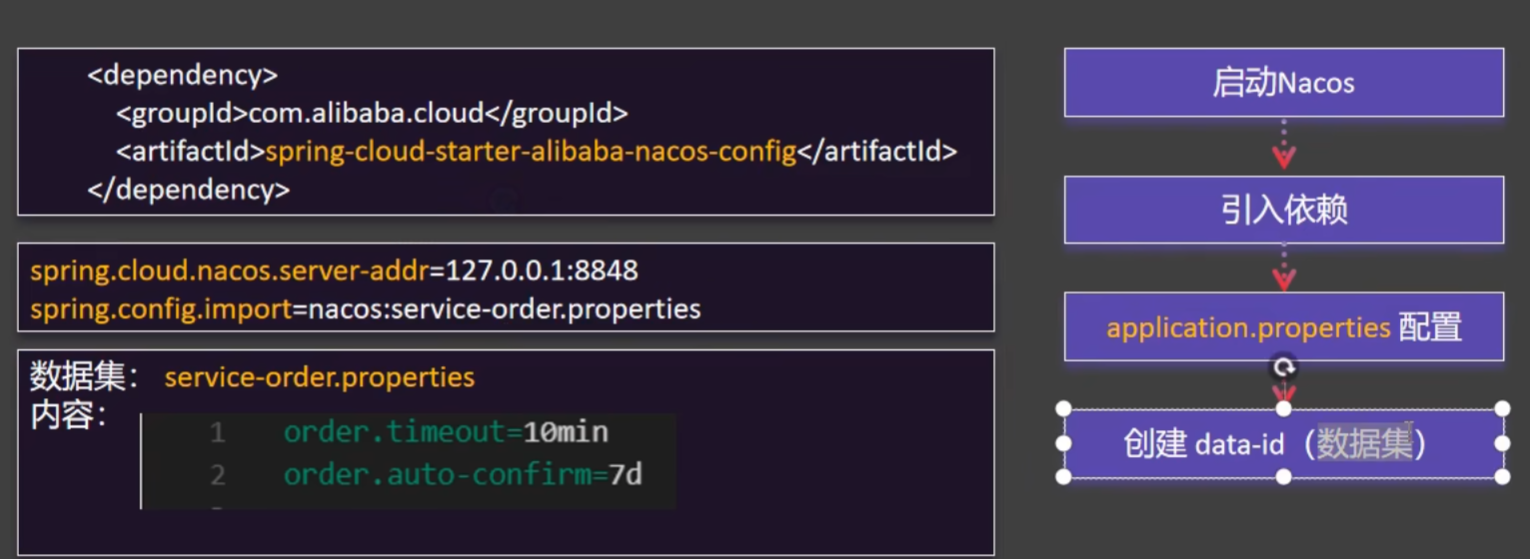 <dependency>
<groupId>com.alibaba.cloud</groupId>
<artifactId>spring-cloud-starter-alibaba-nacos-config</artifactId>
</dependency>
spring.cloud.nacos.server-addr=127.0.0.1:8848
spring.config.import=nacos:service-order.properties
数据集： service-order.properties
内容：
1 order.timeout=10min
2 order.auto-confirm=7d
启动Nacos
引入依赖
application.properties 配置
创建 data-id（数据集）